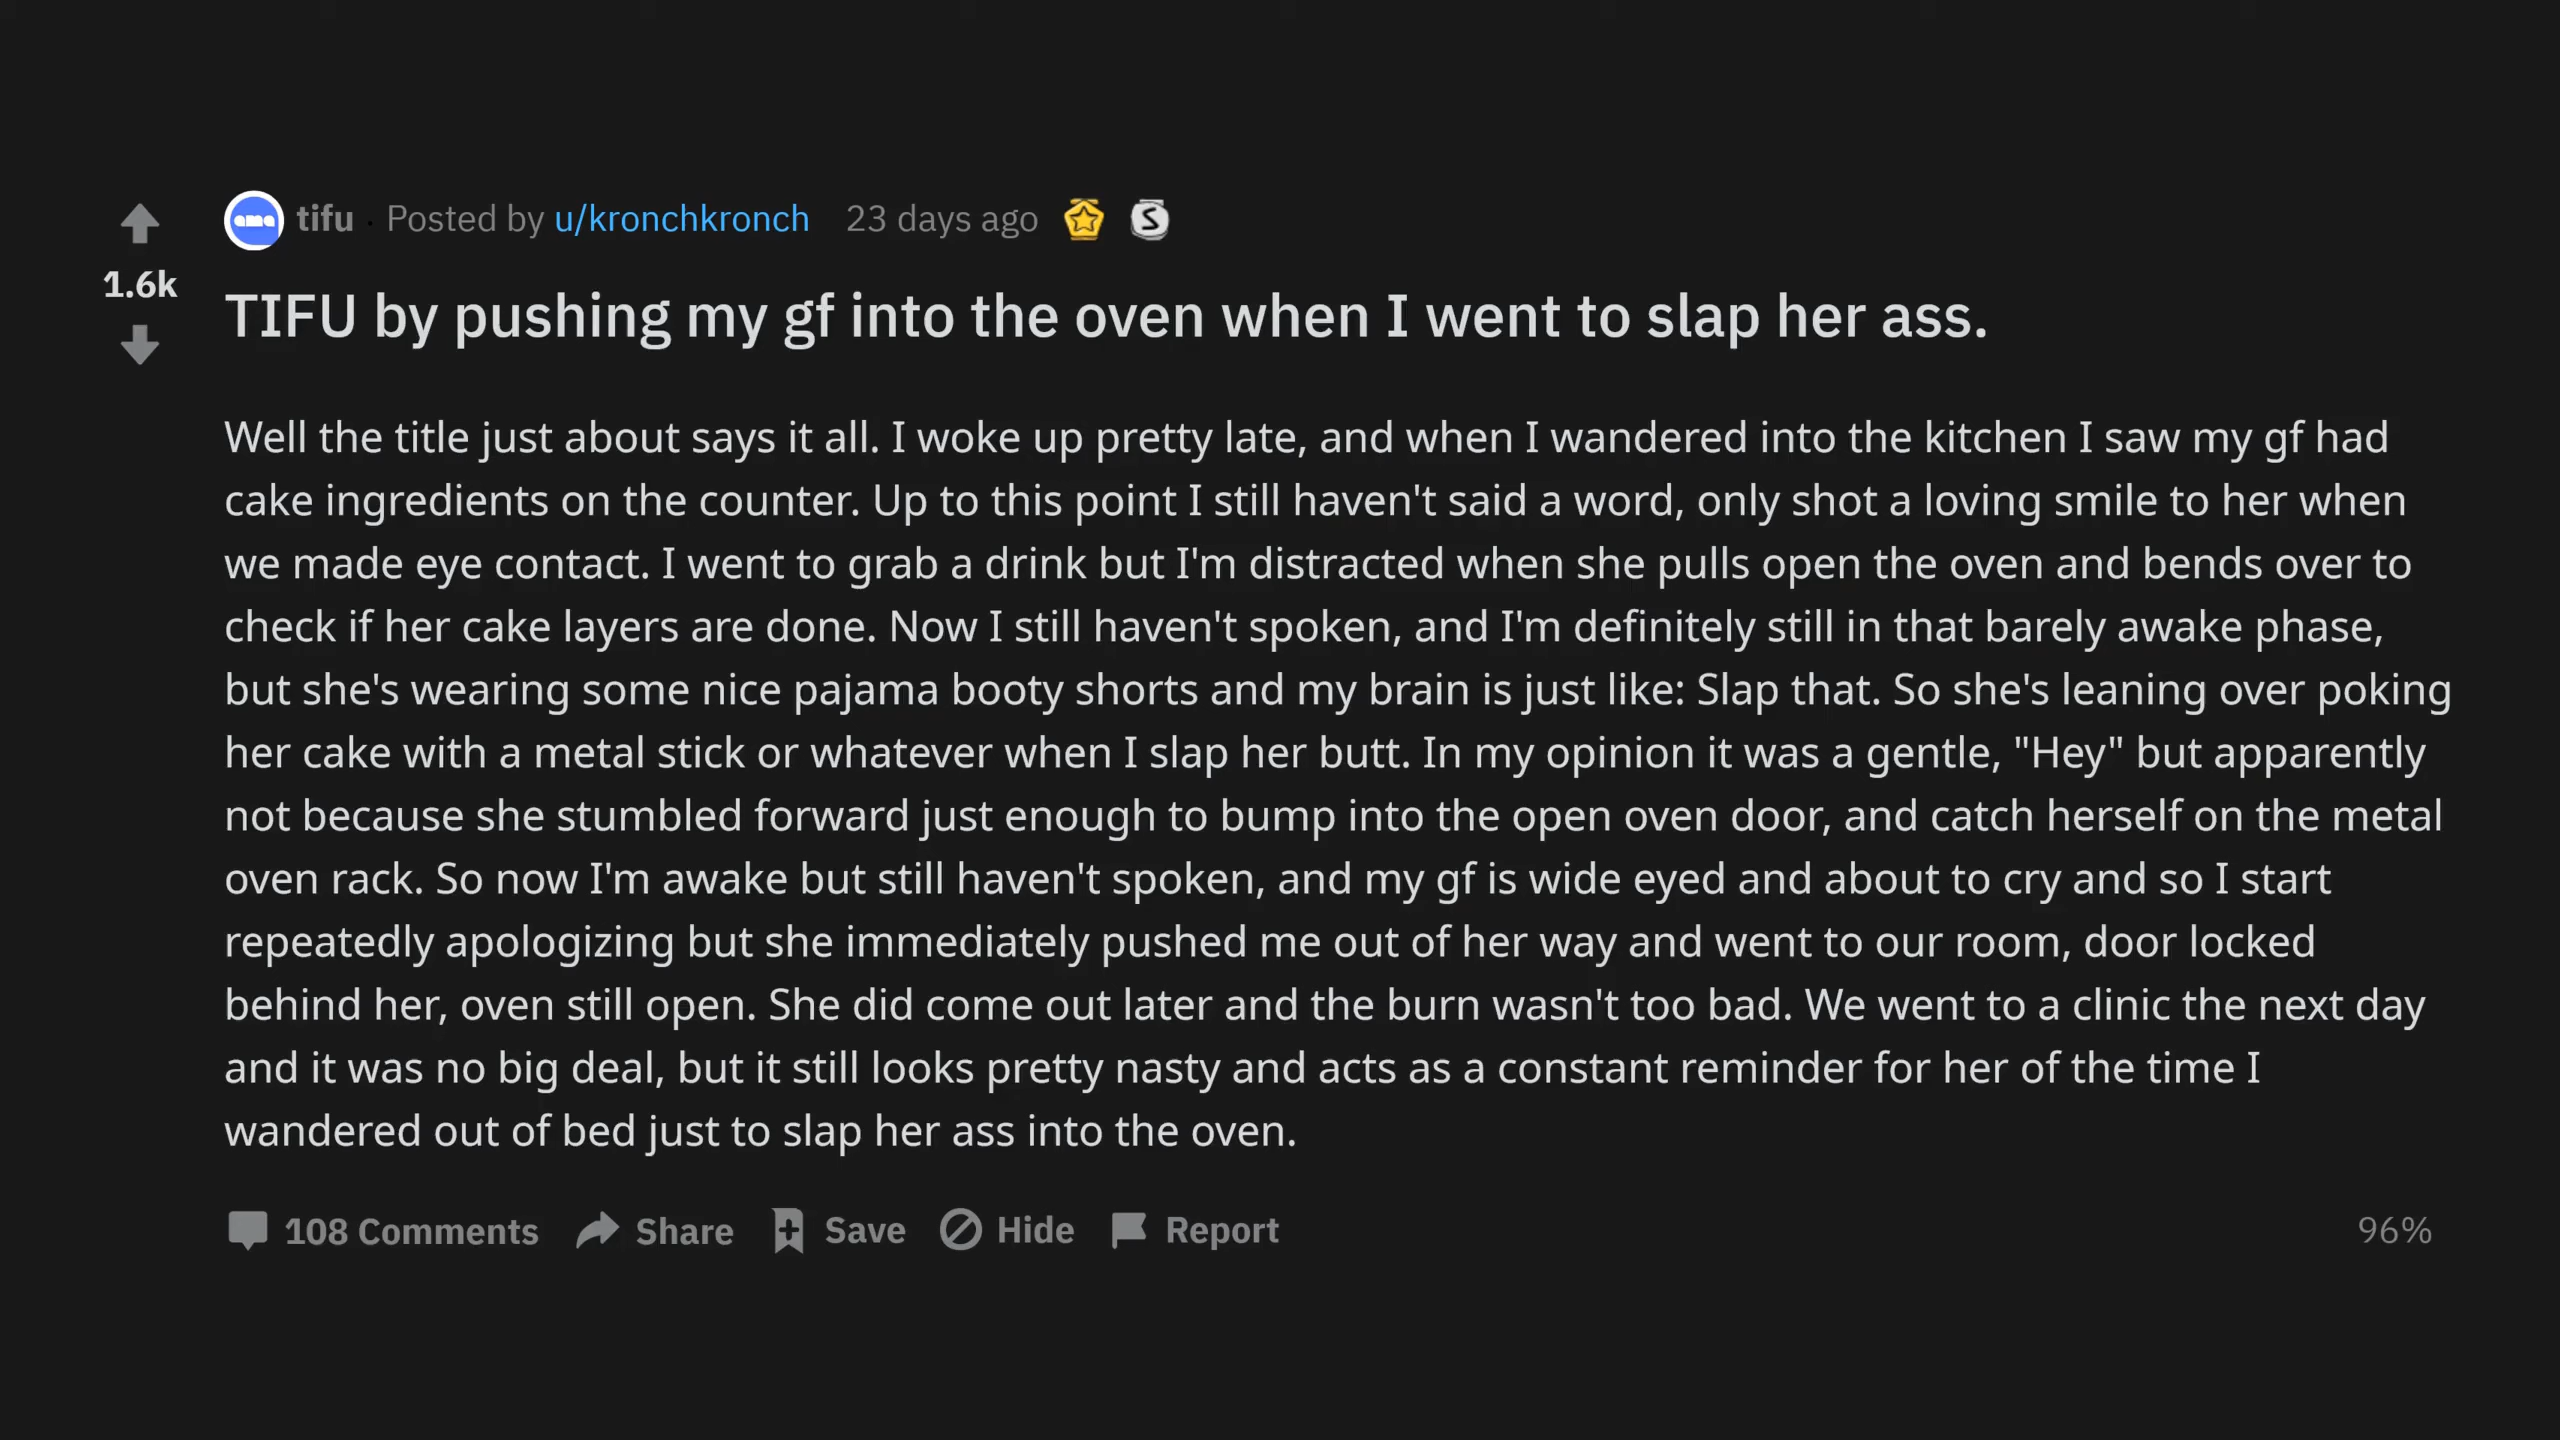 tifu · Posted by u/kronchkronch 23 days ago
1.6k
TIFU by pushing my gf into the oven when I went to slap her ass.
Well the title just about says it all. I woke up pretty late, and when I wandered into the kitchen I saw my gf had
cake ingredients on the counter. Up to this point I still haven't said a word, only shot a loving smile to her when
we made eye contact. I went to grab a drink but I'm distracted when she pulls open the oven and bends over to
check if her cake layers are done. Now I still haven't spoken, and I'm definitely still in that barely awake phase,
but she's wearing some nice pajama booty shorts and my brain is just like: Slap that. So she's leaning over poking
her cake with a metal stick or whatever when I slap her butt. In my opinion it was a gentle, "Hey" but apparently
not because she stumbled forward just enough to bump into the open oven door, and catch herself on the metal
oven rack. So now I'm awake but still haven't spoken, and my gf is wide eyed and about to cry and so I start
repeatedly apologizing but she immediately pushed me out of her way and went to our room, door locked
behind her, oven still open. She did come out later and the burn wasn't too bad. We went to a clinic the next day
and it was no big deal, but it still looks pretty nasty and acts as a constant reminder for her of the time I
wandered out of bed just to slap her ass into the oven.
108 Comments Share Save Hide Report 96%